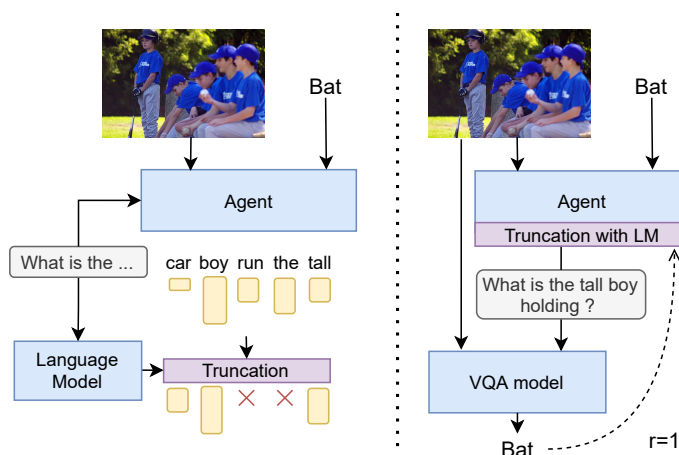 Bat
Agent
What is the ...
car boy run the tall
Language
Model
Truncation
Bat
Agent
Truncation with LM
What is the tall boy
holding ?
VQA model
Bat
r=1